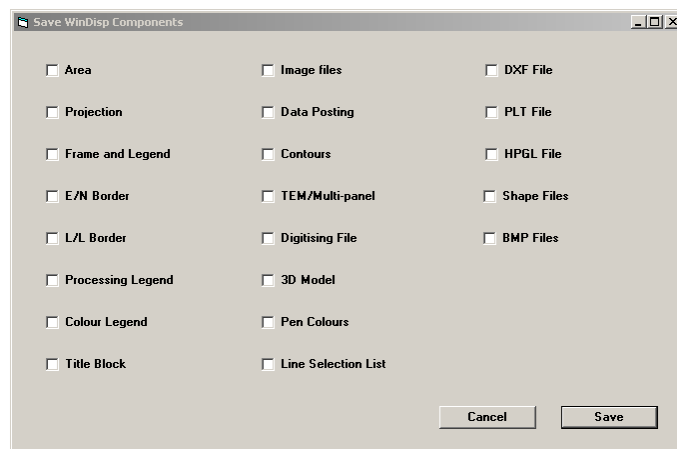 Save WinDisp Components
Area
Image files
DXF File
Projection
Data Posting
PLT File
Frame and Legend
Contours
HPGL File
E/N Border
TEM/Multi-panel
Shape Files
L/L Border
Digitising File
BMP Files
Processing Legend
3D Model
Colour Legend
Pen Colours
Title Block
Line Selection List
Cancel
Save